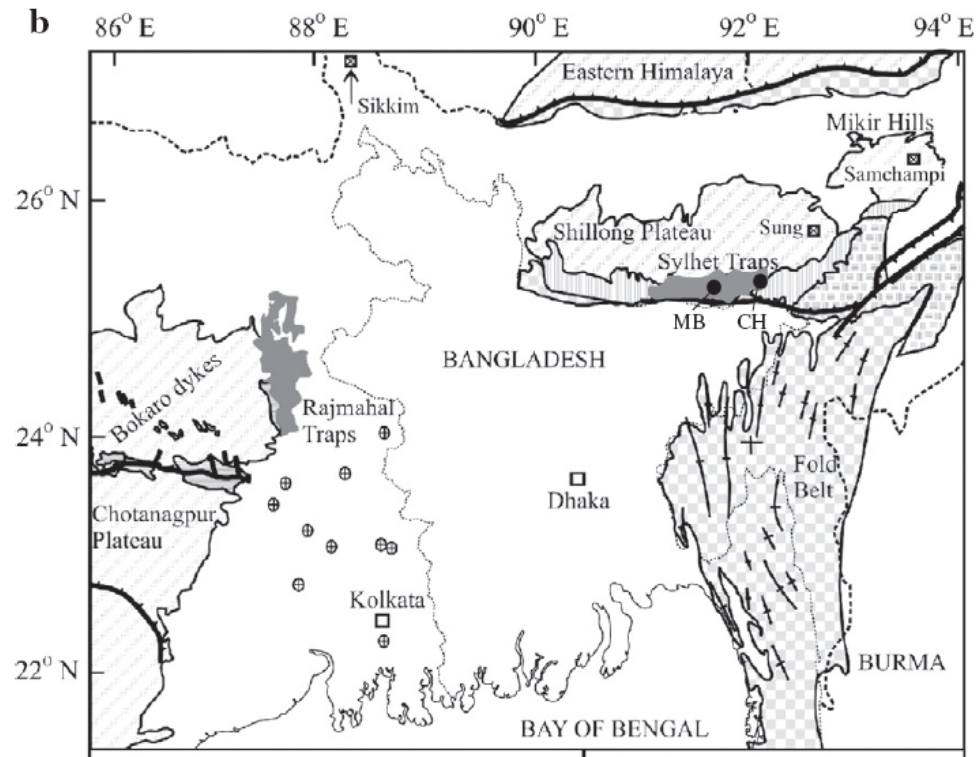 b
86° E 88° E 90° E 92° E 94° E
Eastern Himalaya
Sikkim
Mikir Hills
Samchampi
26° N
Sung
Shillong Plateau
Sylhet Traps
MB CH
BANGLADESH
Bokaro dykes
Rajmahal
Traps
24° N
Fold
Belt
Dhaka
Chotanagpur
Plateau
Kolkata
22° N
BURMA
BAY OF BENGAL